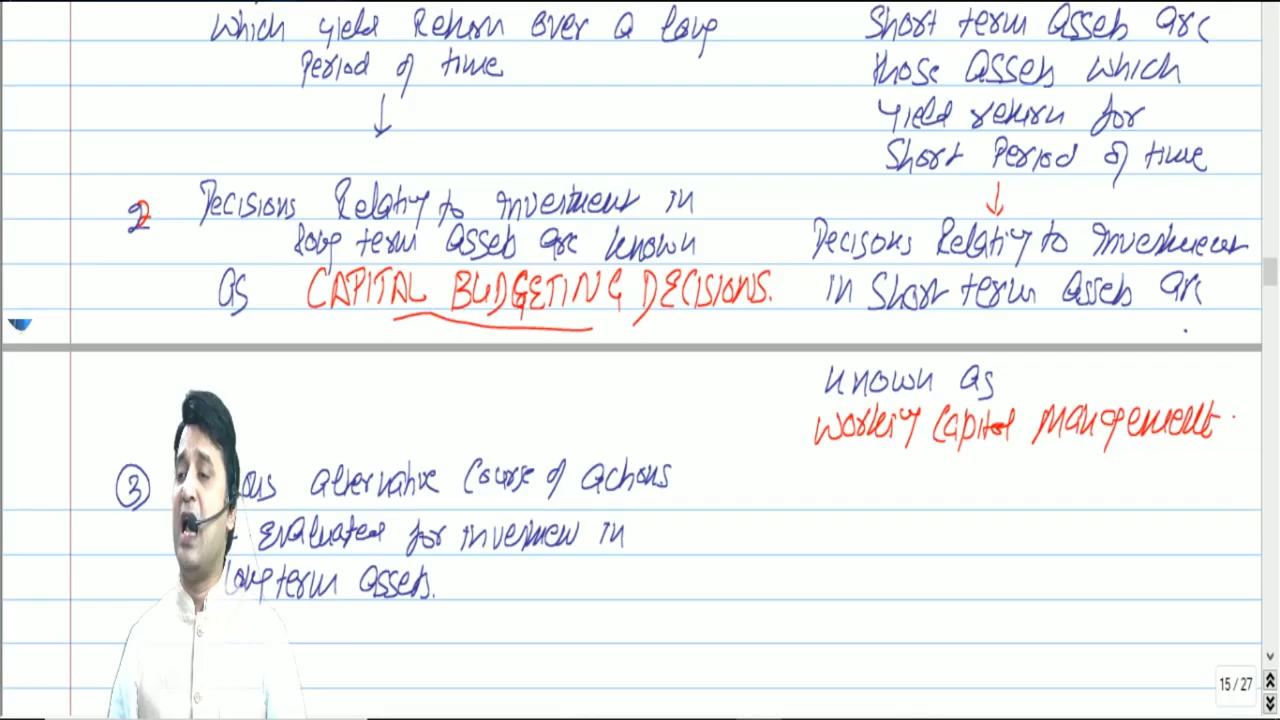 which yield Return over a long
Period of time
2 Decisions Relating to Investment in
long term Assets are known
as CAPITAL BUDGETING DECISIONS.
3 ous alternative Course of actions
Evaluated for investment in
long term assets.
Short term Assets are
those Assets which
yield return for
Short Period of time
Decisions Relating to Investment
in Short term Assets are
known as
Working Capital Management.
15 / 27